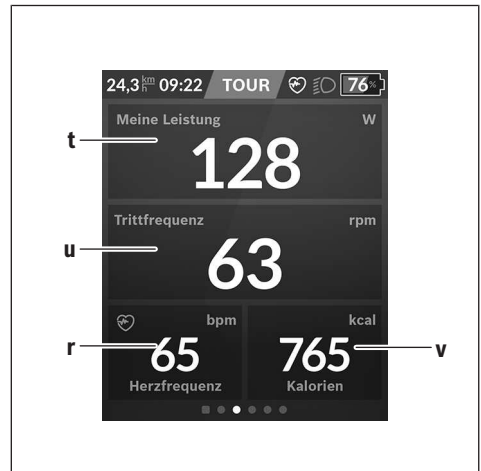 24,3 km/h 09:22 TOUR 76%
Meine Leistung W
t
128
Trittfrequenz rpm
u
63
bpm kcal
r 65 765 v
Herzfrequenz Kalorien